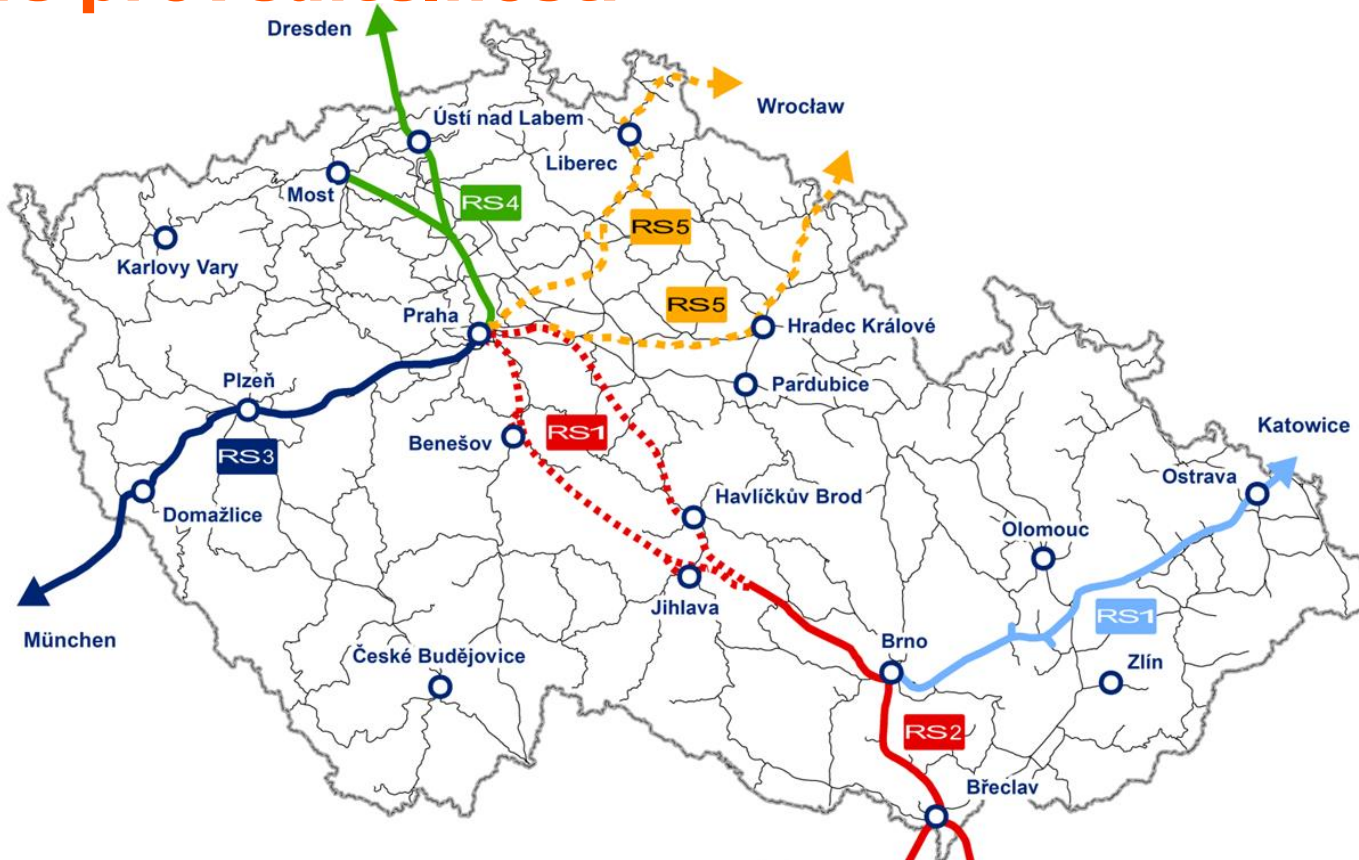 Dresden
Ústí nad Labem
Wrocław
Liberec
Most
RS4
RS5
Karlovy Vary
RS5
Praha
Hradec Králové
Plzeň
Pardubice
Benešov
RS1
Katowice
RS3
Ostrava
Domažlice
Havlíčkův Brod
Olomouc
Jihlava
RS1
München
Brno
České Budějovice
Zlín
RS2
Břeclav